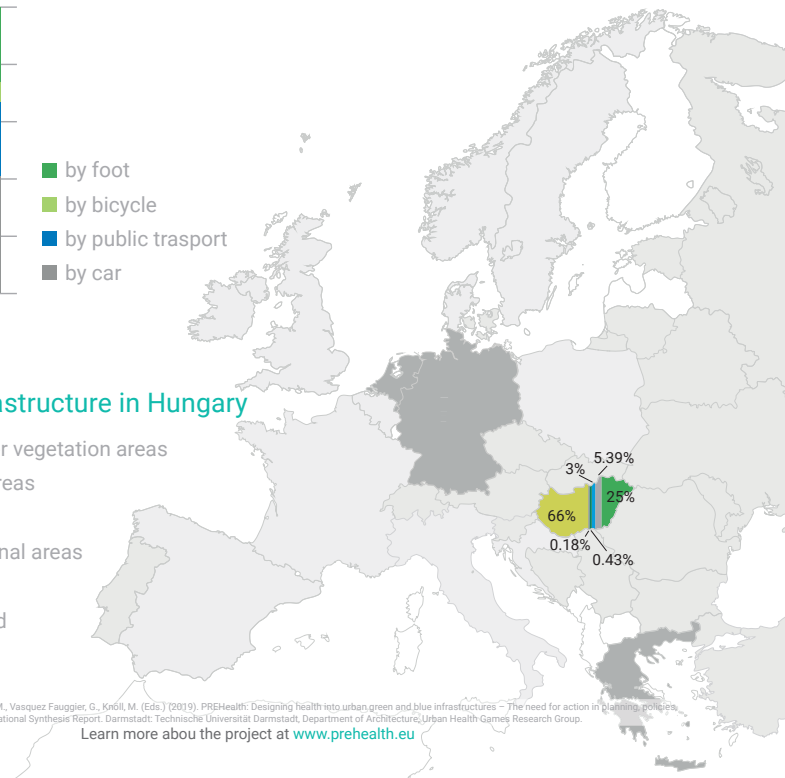 by foot
by bicycle
by public trasport
by car
astructure in Hungary
r vegetation areas
reas
nal areas
d
5.39%
3%
25%
66%
0.18%
0.43%
M., Vasquez Fauggier, G., Knöll, M. (Eds.) (2019). PREHealth: Designing health into urban green and blue infrastructures – The need for action in planning, policies,
ational Synthesis Report. Darmstadt: Technische Universität Darmstadt, Department of Architecture, Urban Health Games Research Group.
Learn more abou the project at www.prehealth.eu